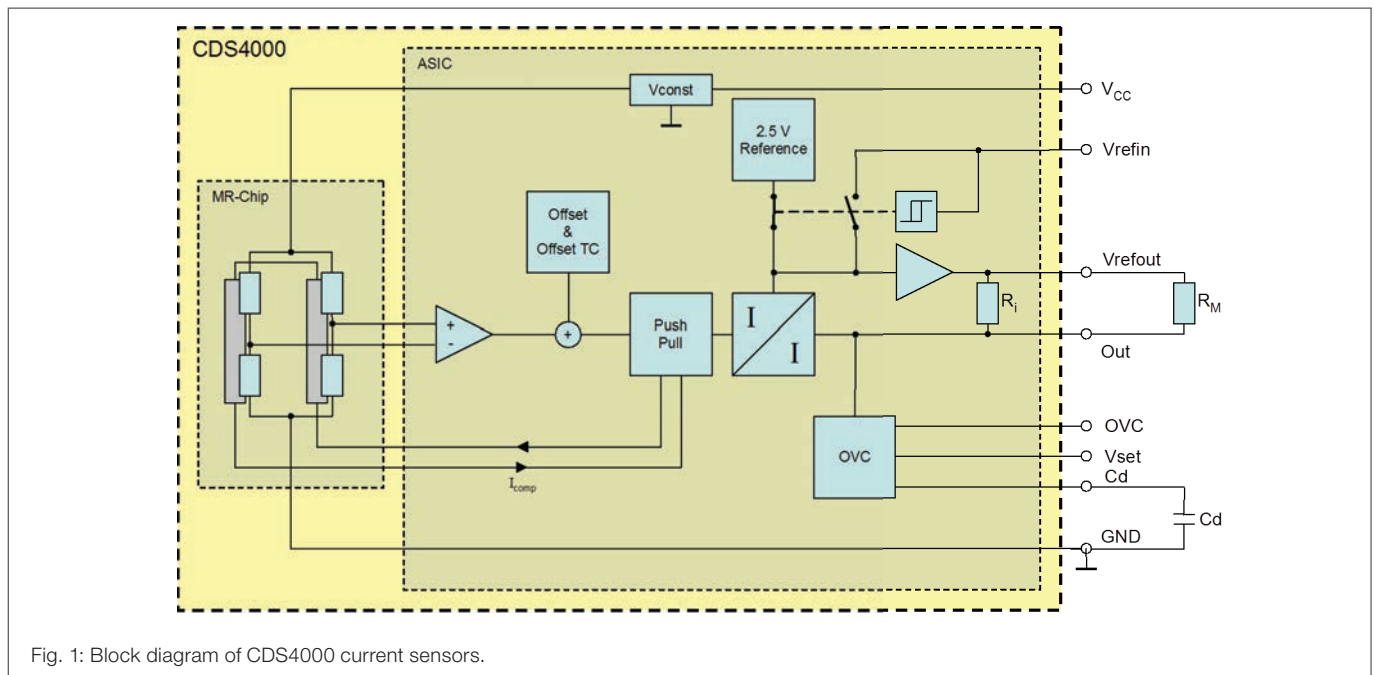 CDS4000
ASIC
Vconst
V_CC
2.5 V
Reference
Vrefin
MR-Chip
Offset
&
Offset TC
Vrefout
R_i
R_M
+
-
+
Push
Pull
I
I
Out
OVC
OVC
Vset
Cd
I_comp
Cd
GND
Fig. 1: Block diagram of CDS4000 current sensors.